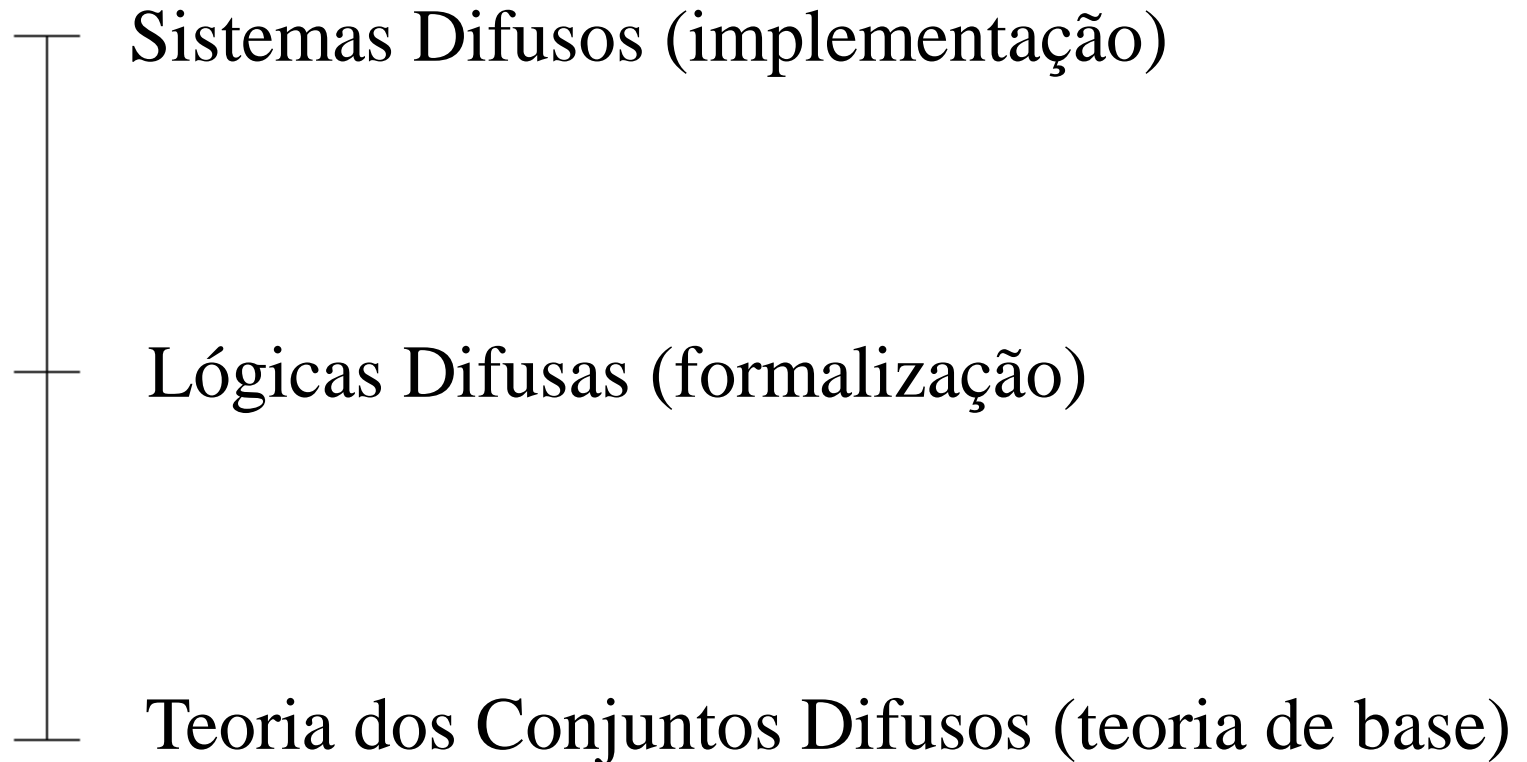 Sistemas Difusos (implementação)
Lógicas Difusas (formalização)
Teoria dos Conjuntos Difusos (teoria de base)